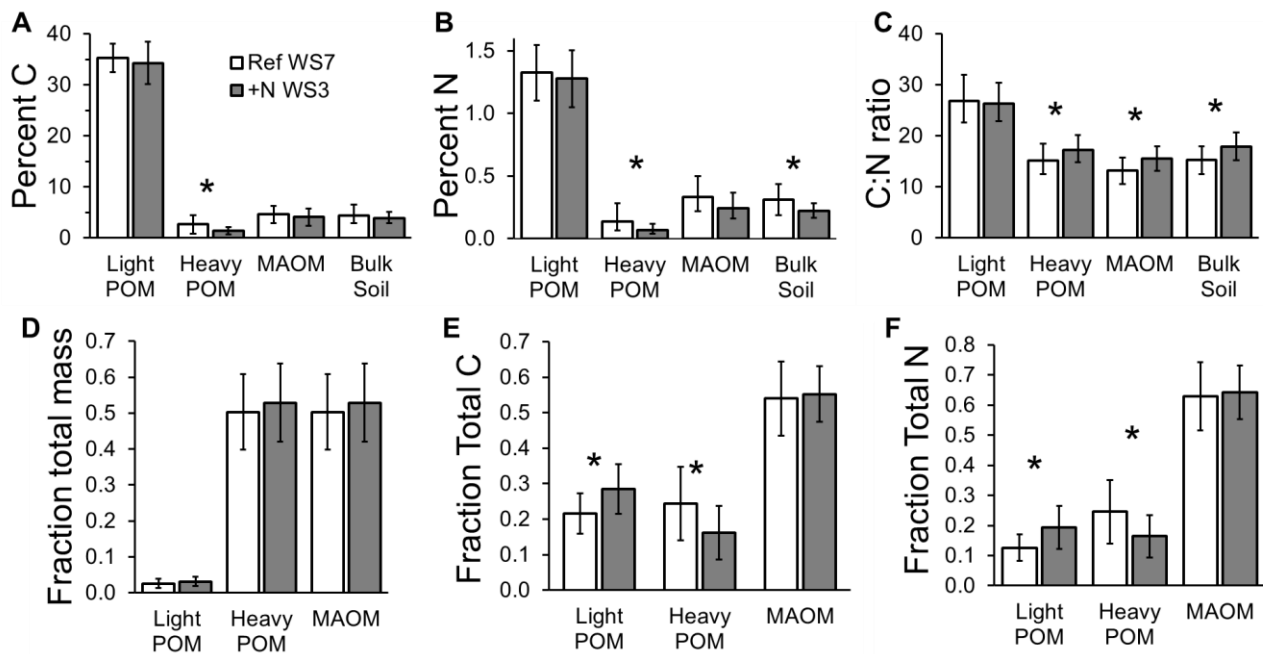 A
Percent C
40
30
20
10
0
Ref WS7
+N WS3
*
Light POM
Heavy POM
MAOM
Bulk Soil
B
Percent N
1.5
1.0
0.5
0.0
*
*
Light POM
Heavy POM
MAOM
Bulk Soil
C
C:N ratio
40
30
20
10
0
*
*
*
Light POM
Heavy POM
MAOM
Bulk Soil
D
Fraction total mass
0.7
0.6
0.5
0.4
0.3
0.2
0.1
0.0
Light POM
Heavy POM
MAOM
E
Fraction Total C
0.7
0.6
0.5
0.4
0.3
0.2
0.1
0.0
*
*
Light POM
Heavy POM
MAOM
F
Fraction Total N
0.8
0.7
0.6
0.5
0.4
0.3
0.2
0.1
0.0
*
*
Light POM
Heavy POM
MAOM